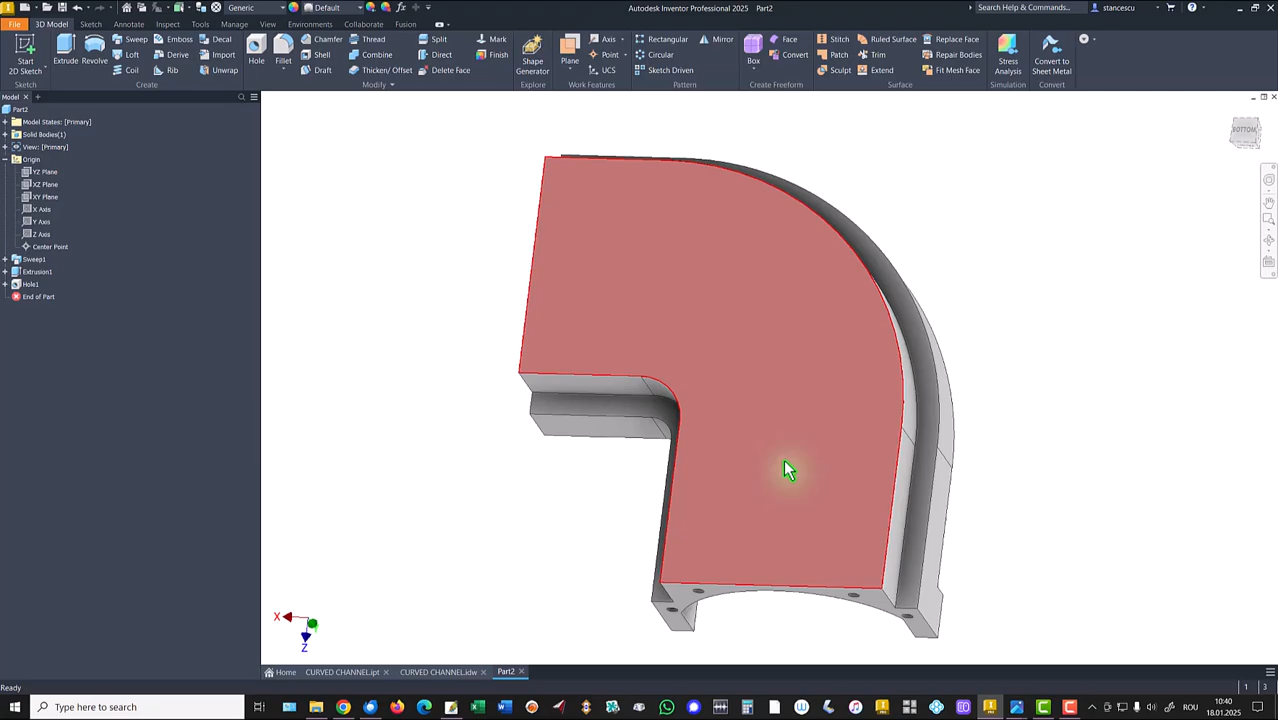 Generic
Default
Autodesk Inventor Professional 2025 Part2
Search Help & Commands...
stancescu
File 3D Model Sketch Annotate Inspect Tools Manage View Environments Collaborate Fusion
Start
2D Sketch
Extrude
Revolve
Sweep
Loft
Coil
Emboss
Derive
Rib
Decal
Import
Unwrap
Hole
Fillet
Chamfer
Shell
Draft
Thread
Combine
Thicken/ Offset
Split
Direct
Delete Face
Mark
Finish
Shape
Generator
Plane
Axis
Point
UCS
Rectangular
Circular
Sketch Driven
Mirror
Box
Face
Convert
Stitch
Patch
Sculpt
Ruled Surface
Trim
Extend
Replace Face
Repair Bodies
Fit Mesh Face
Stress
Analysis
Convert to
Sheet Metal
Sketch Create Modify Explore Work Features Pattern Create Freeform Surface Simulation Convert
Model
Part2
Model States: [Primary]
Solid Bodies(1)
View: [Primary]
Origin
YZ Plane
XZ Plane
XY Plane
X Axis
Y Axis
Z Axis
Center Point
Sweep1
Extrusion1
Hole1
End of Part
BOTTOM
X
Z
Home CURVED CHANNEL.ipt CURVED CHANNEL.idw Part2
Ready 1 3
Type here to search
ROU
10:40
18.01.2025